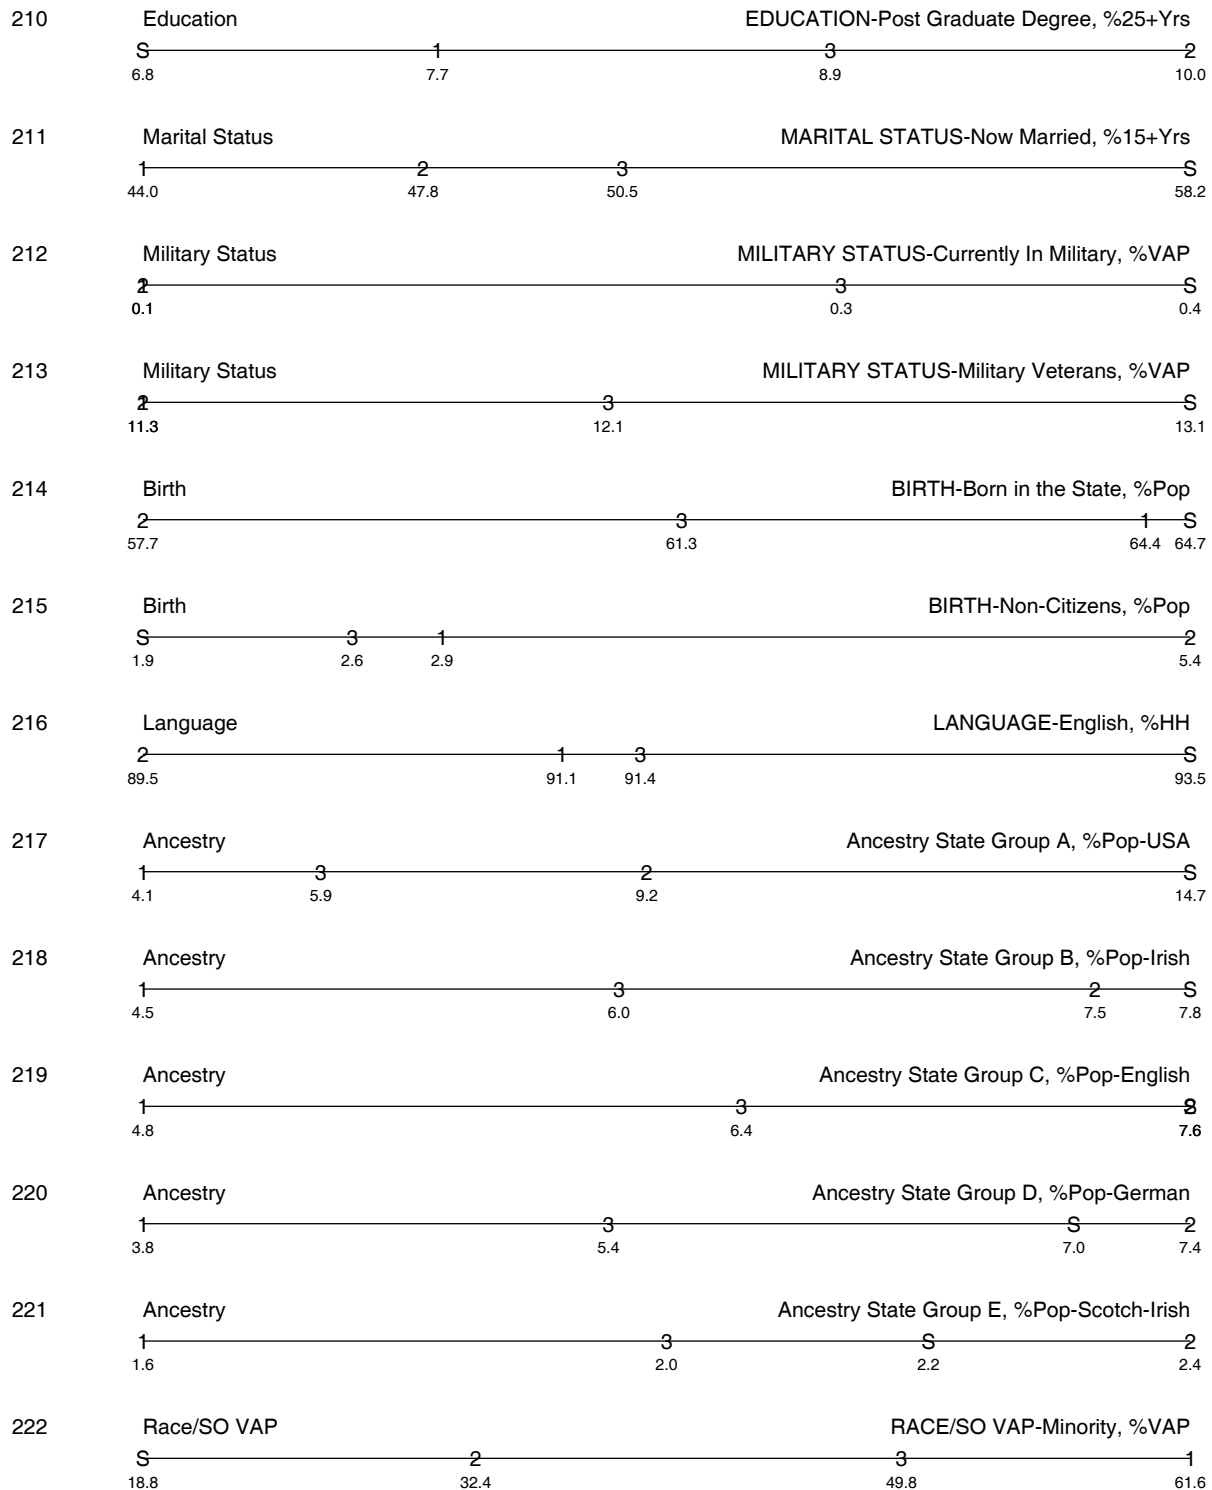 210 Education EDUCATION-Post Graduate Degree, %25+Yrs
S 1 3 2
6.8 7.7 8.9 10.0
211 Marital Status MARITAL STATUS-Now Married, %15+Yrs
1 2 3 S
44.0 47.8 50.5 58.2
212 Military Status MILITARY STATUS-Currently In Military, %VAP
1 2 3 S
0.1 0.3 0.4
213 Military Status MILITARY STATUS-Military Veterans, %VAP
1 2 3 S
11.3 12.1 13.1
214 Birth BIRTH-Born in the State, %Pop
2 3 1 S
57.7 61.3 64.4 64.7
215 Birth BIRTH-Non-Citizens, %Pop
S 3 1 2
1.9 2.6 2.9 5.4
216 Language LANGUAGE-English, %HH
2 1 3 S
89.5 91.1 91.4 93.5
217 Ancestry Ancestry State Group A, %Pop-USA
1 3 2 S
4.1 5.9 9.2 14.7
218 Ancestry Ancestry State Group B, %Pop-Irish
1 3 2 S
4.5 6.0 7.5 7.8
219 Ancestry Ancestry State Group C, %Pop-English
1 3 2 S
4.8 6.4 7.6
220 Ancestry Ancestry State Group D, %Pop-German
1 3 S 2
3.8 5.4 7.0 7.4
221 Ancestry Ancestry State Group E, %Pop-Scotch-Irish
1 3 S 2
1.6 2.0 2.2 2.4
222 Race/SO VAP RACE/SO VAP-Minority, %VAP
S 2 3 1
18.8 32.4 49.8 61.6